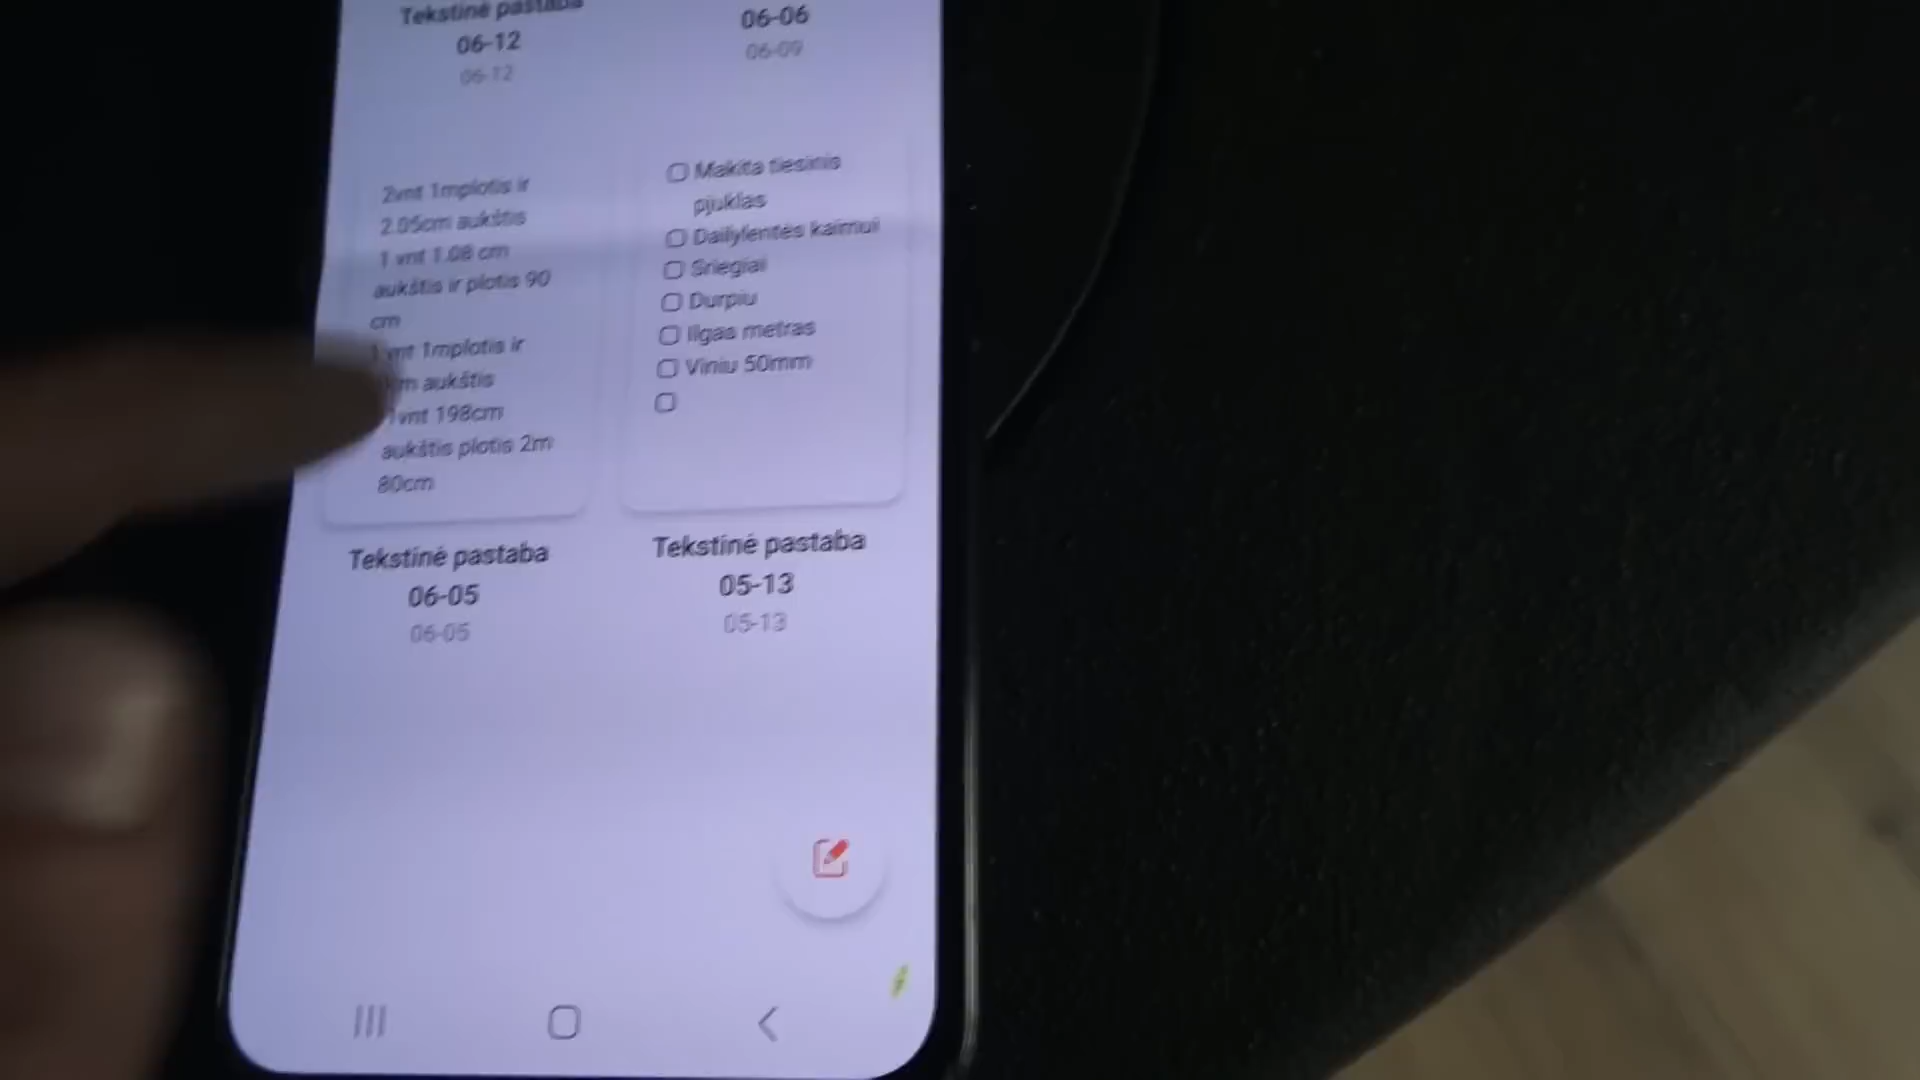 Tekstinė pastaba
06-12
06-12
06-06
06-09
2vnt 1mplotis ir
2.05cm aukštis
1 vnt 1.08 cm
aukštis ir plotis 90
cm
vnt 1mplotis ir
aukštis
1vnt 198cm
aukštis plotis 2m
80cm
Tekstinė pastaba
06-05
06-05
Makita tiesinis
pjuklas
Dailylentės kaimui
Sriegiai
Durpiu
Ilgas metras
Viniu 50mm
Tekstinė pastaba
05-13
05-13